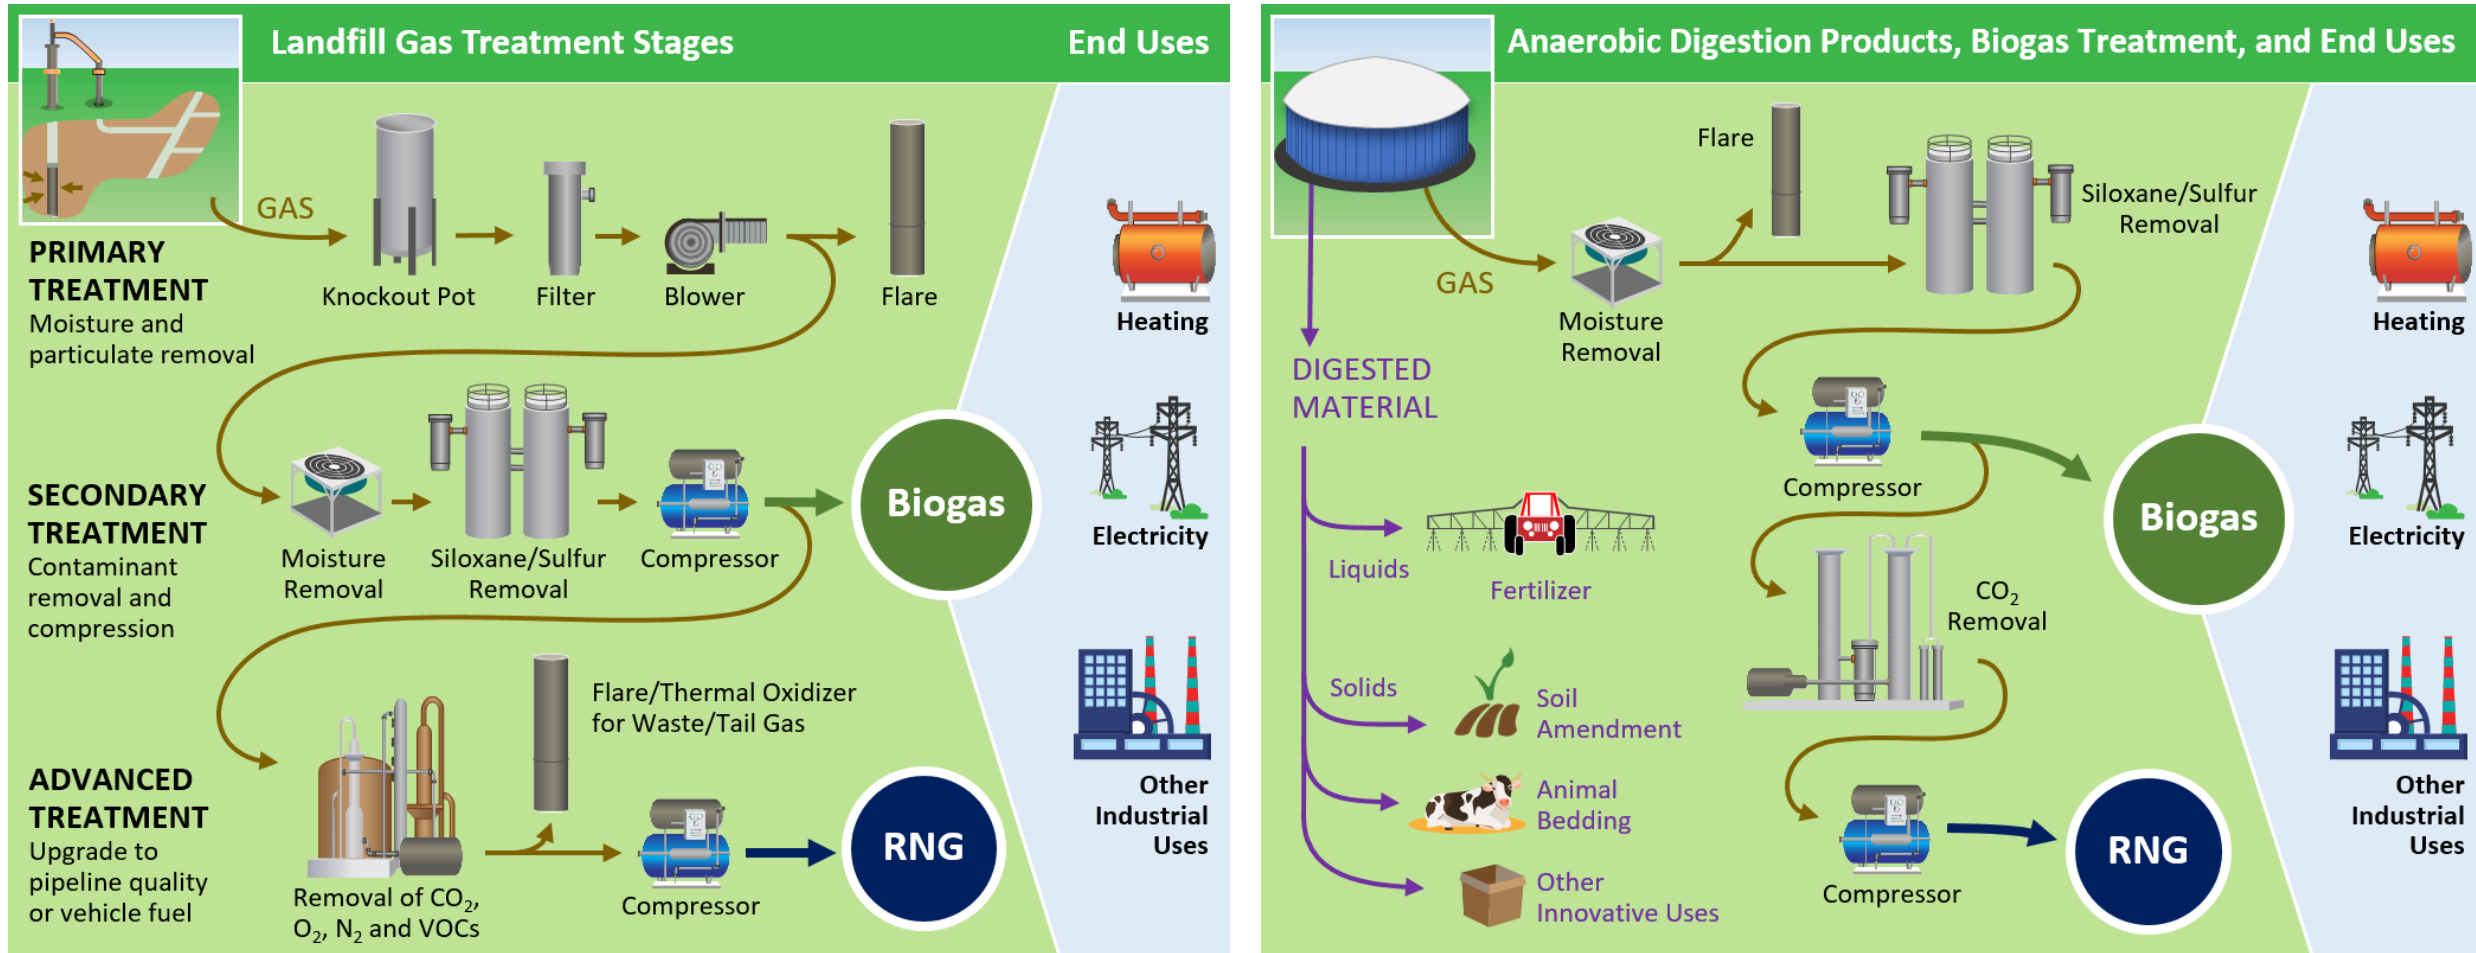 Landfill Gas Treatment Stages
End Uses
GAS
PRIMARY
TREATMENT
Moisture and
particulate removal
Knockout Pot
Filter
Blower
Flare
Heating
SECONDARY
TREATMENT
Contaminant
removal and
compression
Moisture
Removal
Siloxane/Sulfur
Removal
Compressor
Biogas
Electricity
ADVANCED
TREATMENT
Upgrade to
pipeline quality
or vehicle fuel
Removal of CO₂,
O₂, N₂ and VOCs
Flare/Thermal Oxidizer
for Waste/Tail Gas
Compressor
RNG
Other
Industrial
Uses
Anaerobic Digestion Products, Biogas Treatment, and End Uses
GAS
Moisture
Removal
Flare
Siloxane/Sulfur
Removal
Heating
DIGESTED
MATERIAL
Compressor
Biogas
Electricity
Liquids
Fertilizer
CO₂
Removal
Solids
Soil
Amendment
Animal
Bedding
Other
Innovative Uses
Compressor
RNG
Other
Industrial
Uses